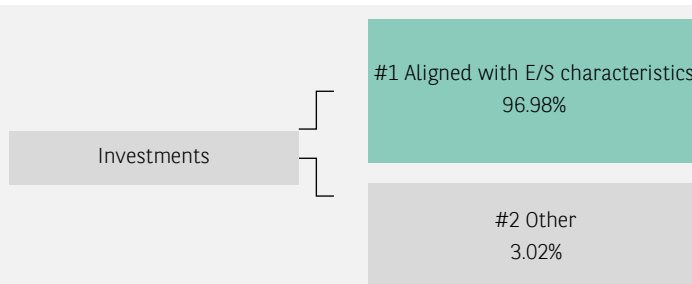 #1 Aligned with E/S characteristics
96.98%
Investments
#2 Other
3.02%